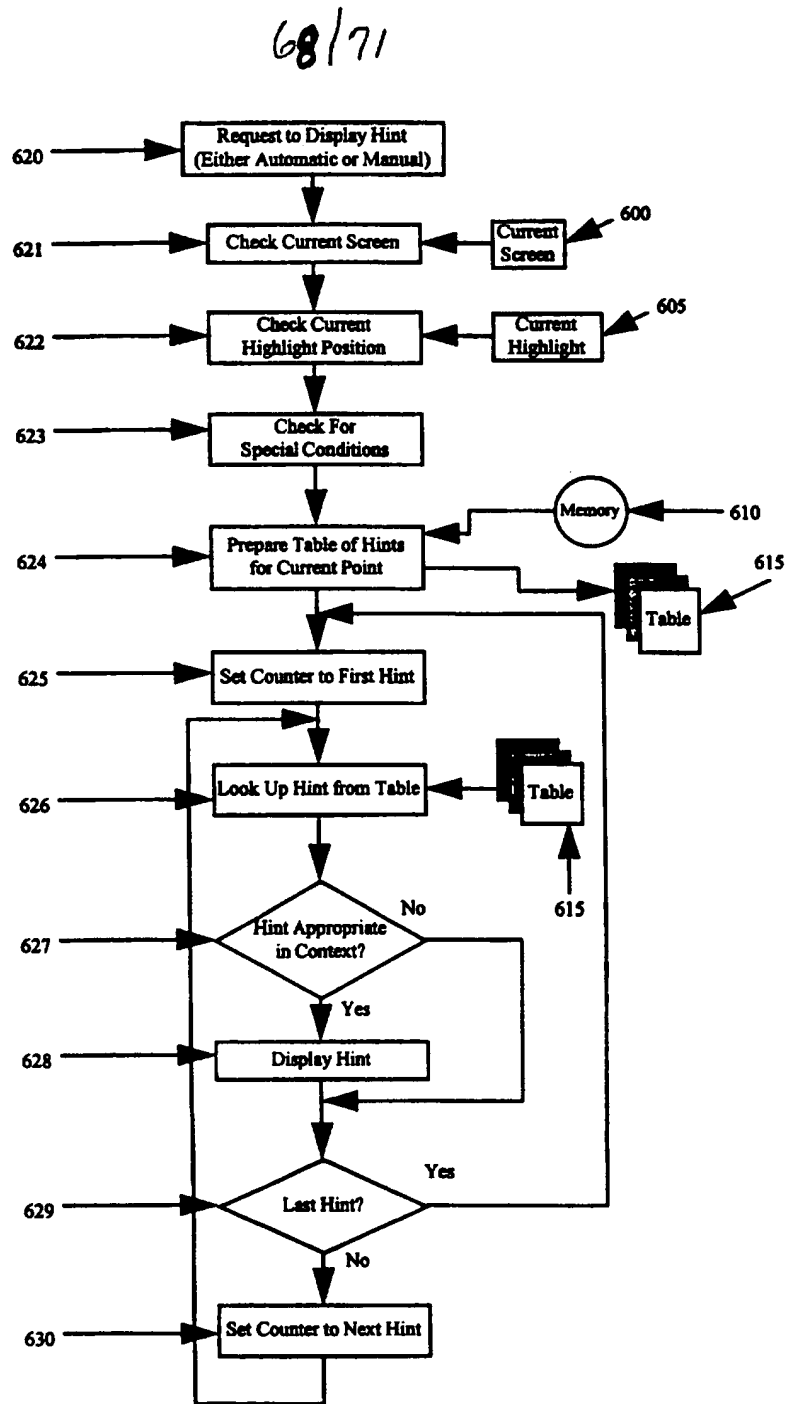 68/71
620
Request to Display Hint
(Either Automatic or Manual)
621
Check Current Screen
Current
Screen
600
622
Check Current
Highlight Position
Current
Highlight
605
623
Check For
Special Conditions
624
Prepare Table of Hints
for Current Point
Memory
610
Table
615
625
Set Counter to First Hint
626
Look Up Hint from Table
Table
615
627
Hint Appropriate
in Context?
No
Yes
628
Display Hint
629
Last Hint?
Yes
No
630
Set Counter to Next Hint